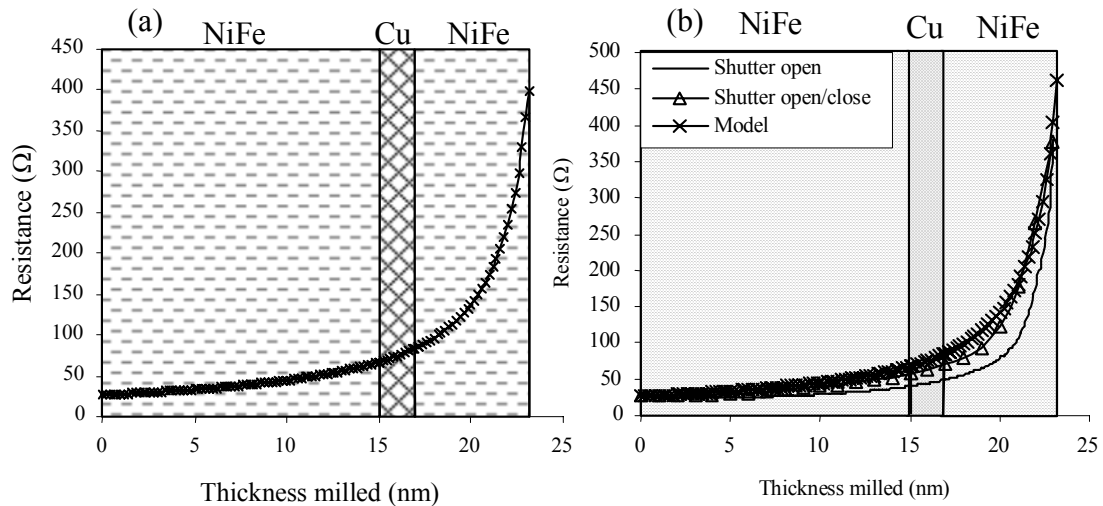 (a)
NiFe Cu NiFe
450
400
350
300
250
200
150
100
50
0
0 5 10 15 20 25
Resistance (Ω)
Thickness milled (nm)
(b)
NiFe Cu NiFe
500
450
400
350
300
250
200
150
100
50
0
0 5 10 15 20 25
Resistance (Ω)
Thickness milled (nm)
Shutter open
Shutter open/close
Model